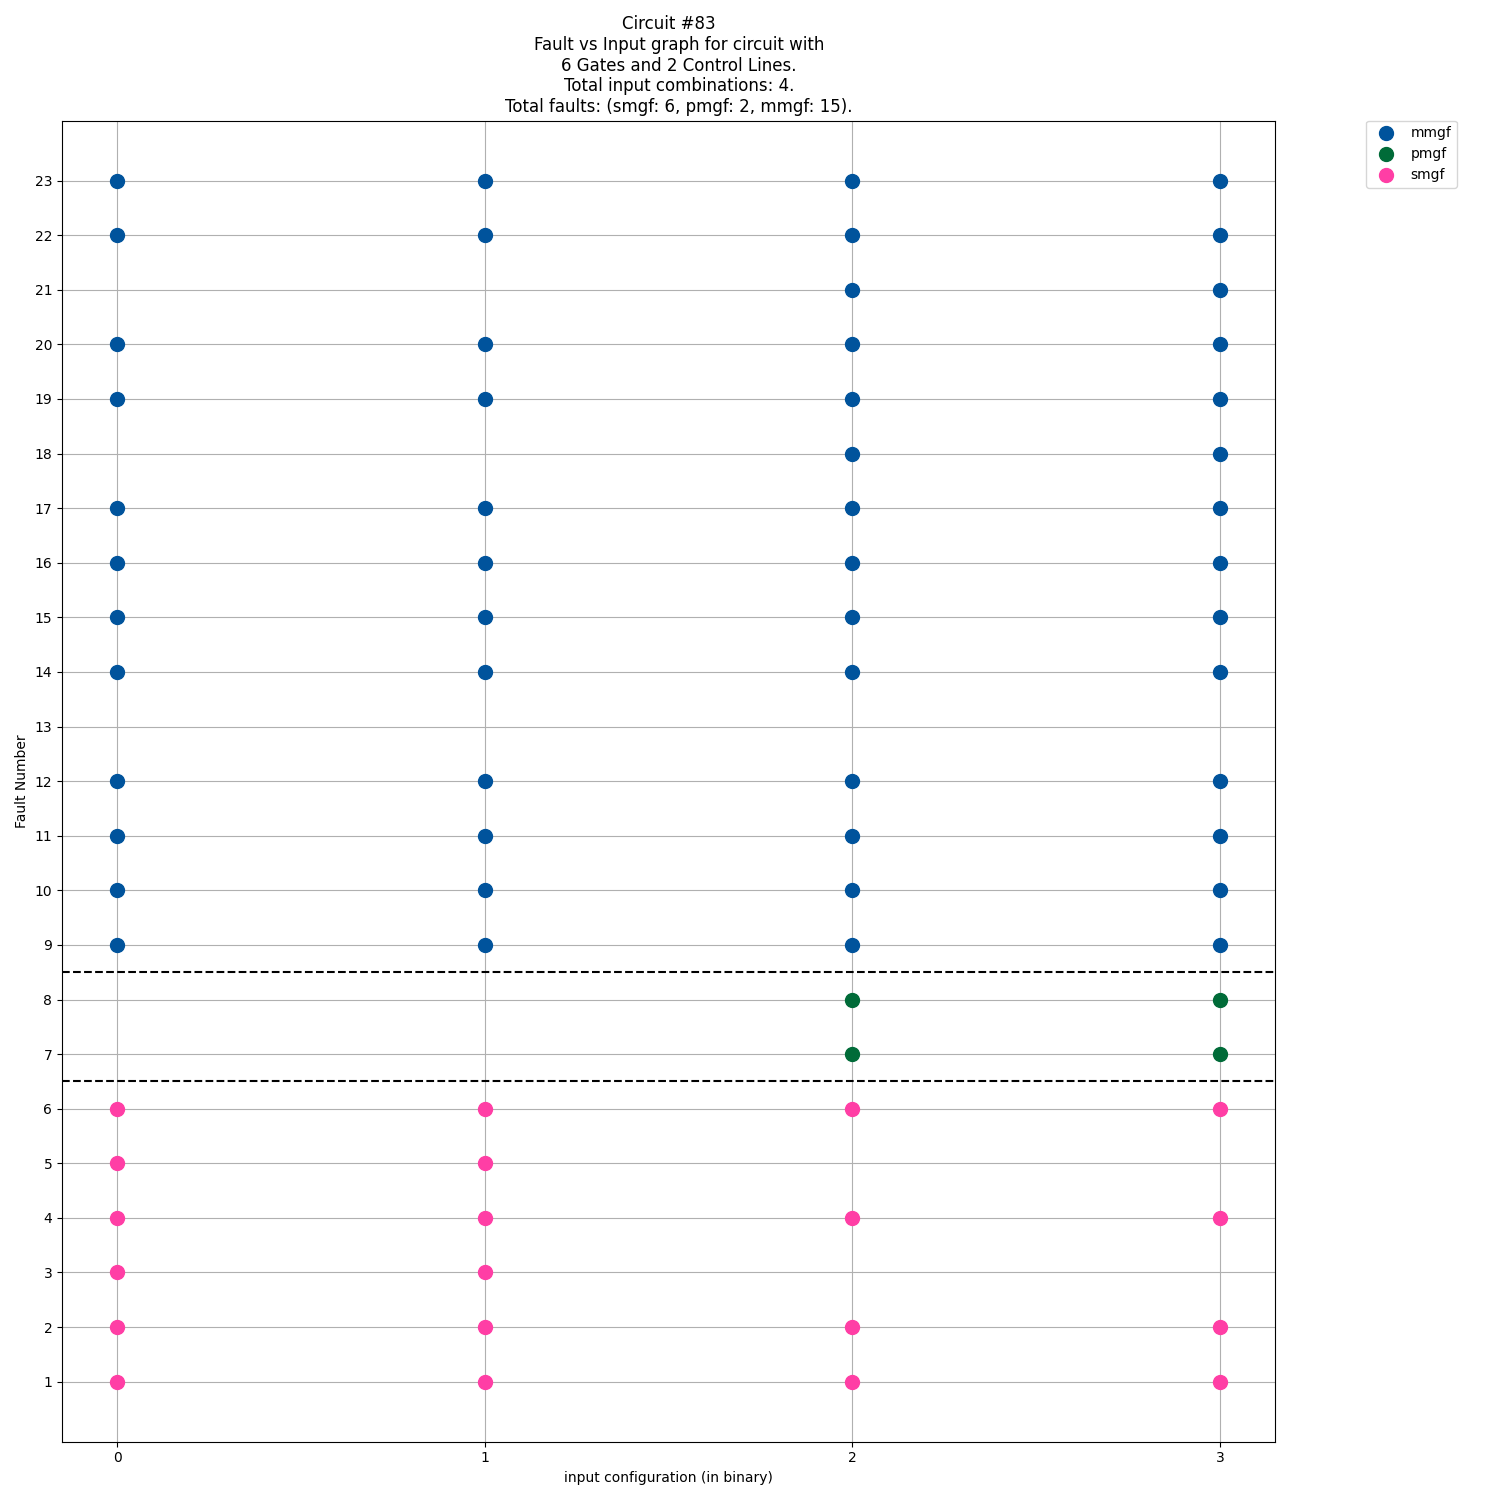 Circuit #83
Fault vs Input graph for circuit with
6 Gates and 2 Control Lines.
Total input combinations: 4.
Total faults: (smgf: 6, pmgf: 2, mmgf: 15).
mmgf
pmgf
smgf
Fault Number
23
22
21
20
19
18
17
16
15
14
13
12
11
10
9
8
7
6
5
4
3
2
1
0 1 2 3
input configuration (in binary)